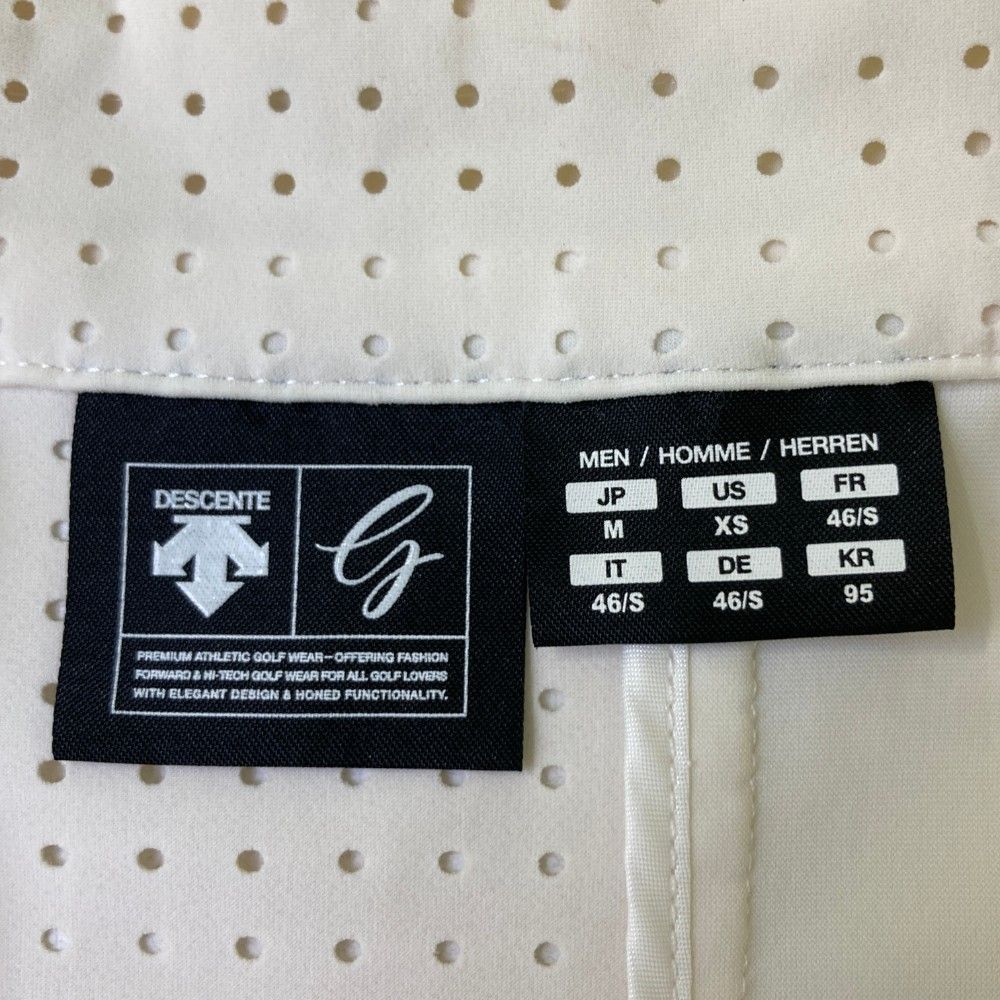 DESCENTE
G
PREMIUM ATHLETIC GOLF WEAR—OFFERING FASHION
FORWARD & HI-TECH GOLF WEAR FOR ALL GOLF LOVERS
WITH ELEGANT DESIGN & HONED FUNCTIONALITY.
MEN / HOMME / HERREN
JP US FR
M XS 46/S
IT DE KR
46/S 46/S 95